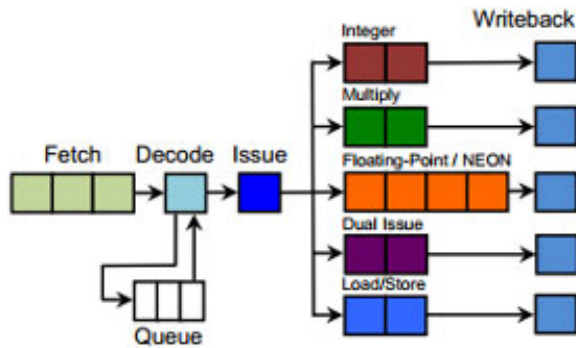 Writeback
Integer
Multiply
Fetch
Decode
Issue
Floating-Point / NEON
Dual Issue
Load/Store
Queue